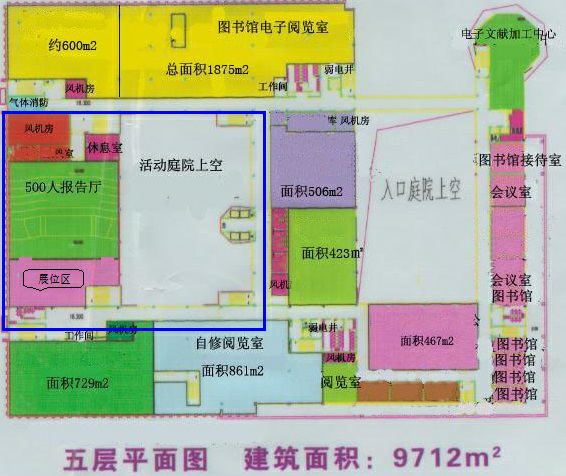 图书馆电子阅览室
约600m2
总面积1875m2
电子文献加工中心
弱电井
风机房
工作间
气体消防
18.300
库 风机房
风机房
休息室
活动庭院上空
图书馆接待室
500人报告厅
面积506m2
入口庭院上空
会议室
面积423m²
展位区
风机房
会议室
图书馆
18.300
工作间
风机房
自修阅览室
弱电井
面积467m2
风机房
面积729m2
面积861m2
阅览室
图书馆
图书馆
图书馆
图书馆
五层平面图 建筑面积：9712m²